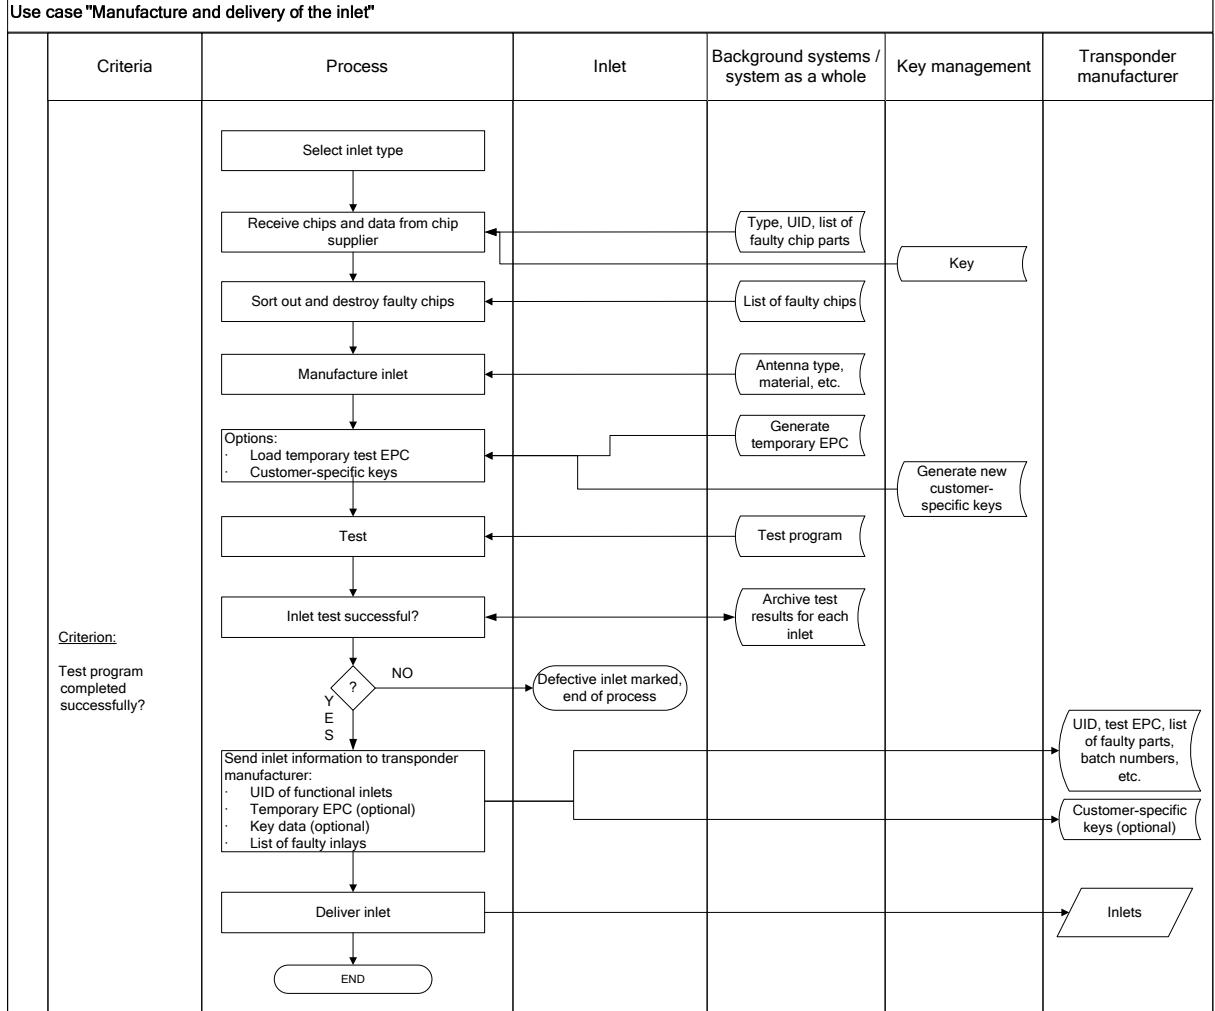 Use case "Manufacture and delivery of the inlet"
Criteria
Process
Inlet
Background systems /
system as a whole
Key management
Transponder
manufacturer
Select inlet type
Receive chips and data from chip
supplier
Type, UID, list of
faulty chip parts
Key
Sort out and destroy faulty chips
List of faulty chips
Manufacture inlet
Antenna type,
material, etc.
Options:
· Load temporary test EPC
· Customer-specific keys
Generate
temporary EPC
Generate new
customer-
specific keys
Test
Test program
Inlet test successful?
Archive test
results for each
inlet
Criterion:
Test program
completed
successfully?
?
NO
Y
E
S
Defective inlet marked,
end of process
Send inlet information to transponder
manufacturer:
· UID of functional inlets
· Temporary EPC (optional)
· Key data (optional)
· List of faulty inlays
UID, test EPC, list
of faulty parts,
batch numbers,
etc.
Customer-specific
keys (optional)
Deliver inlet
Inlets
END